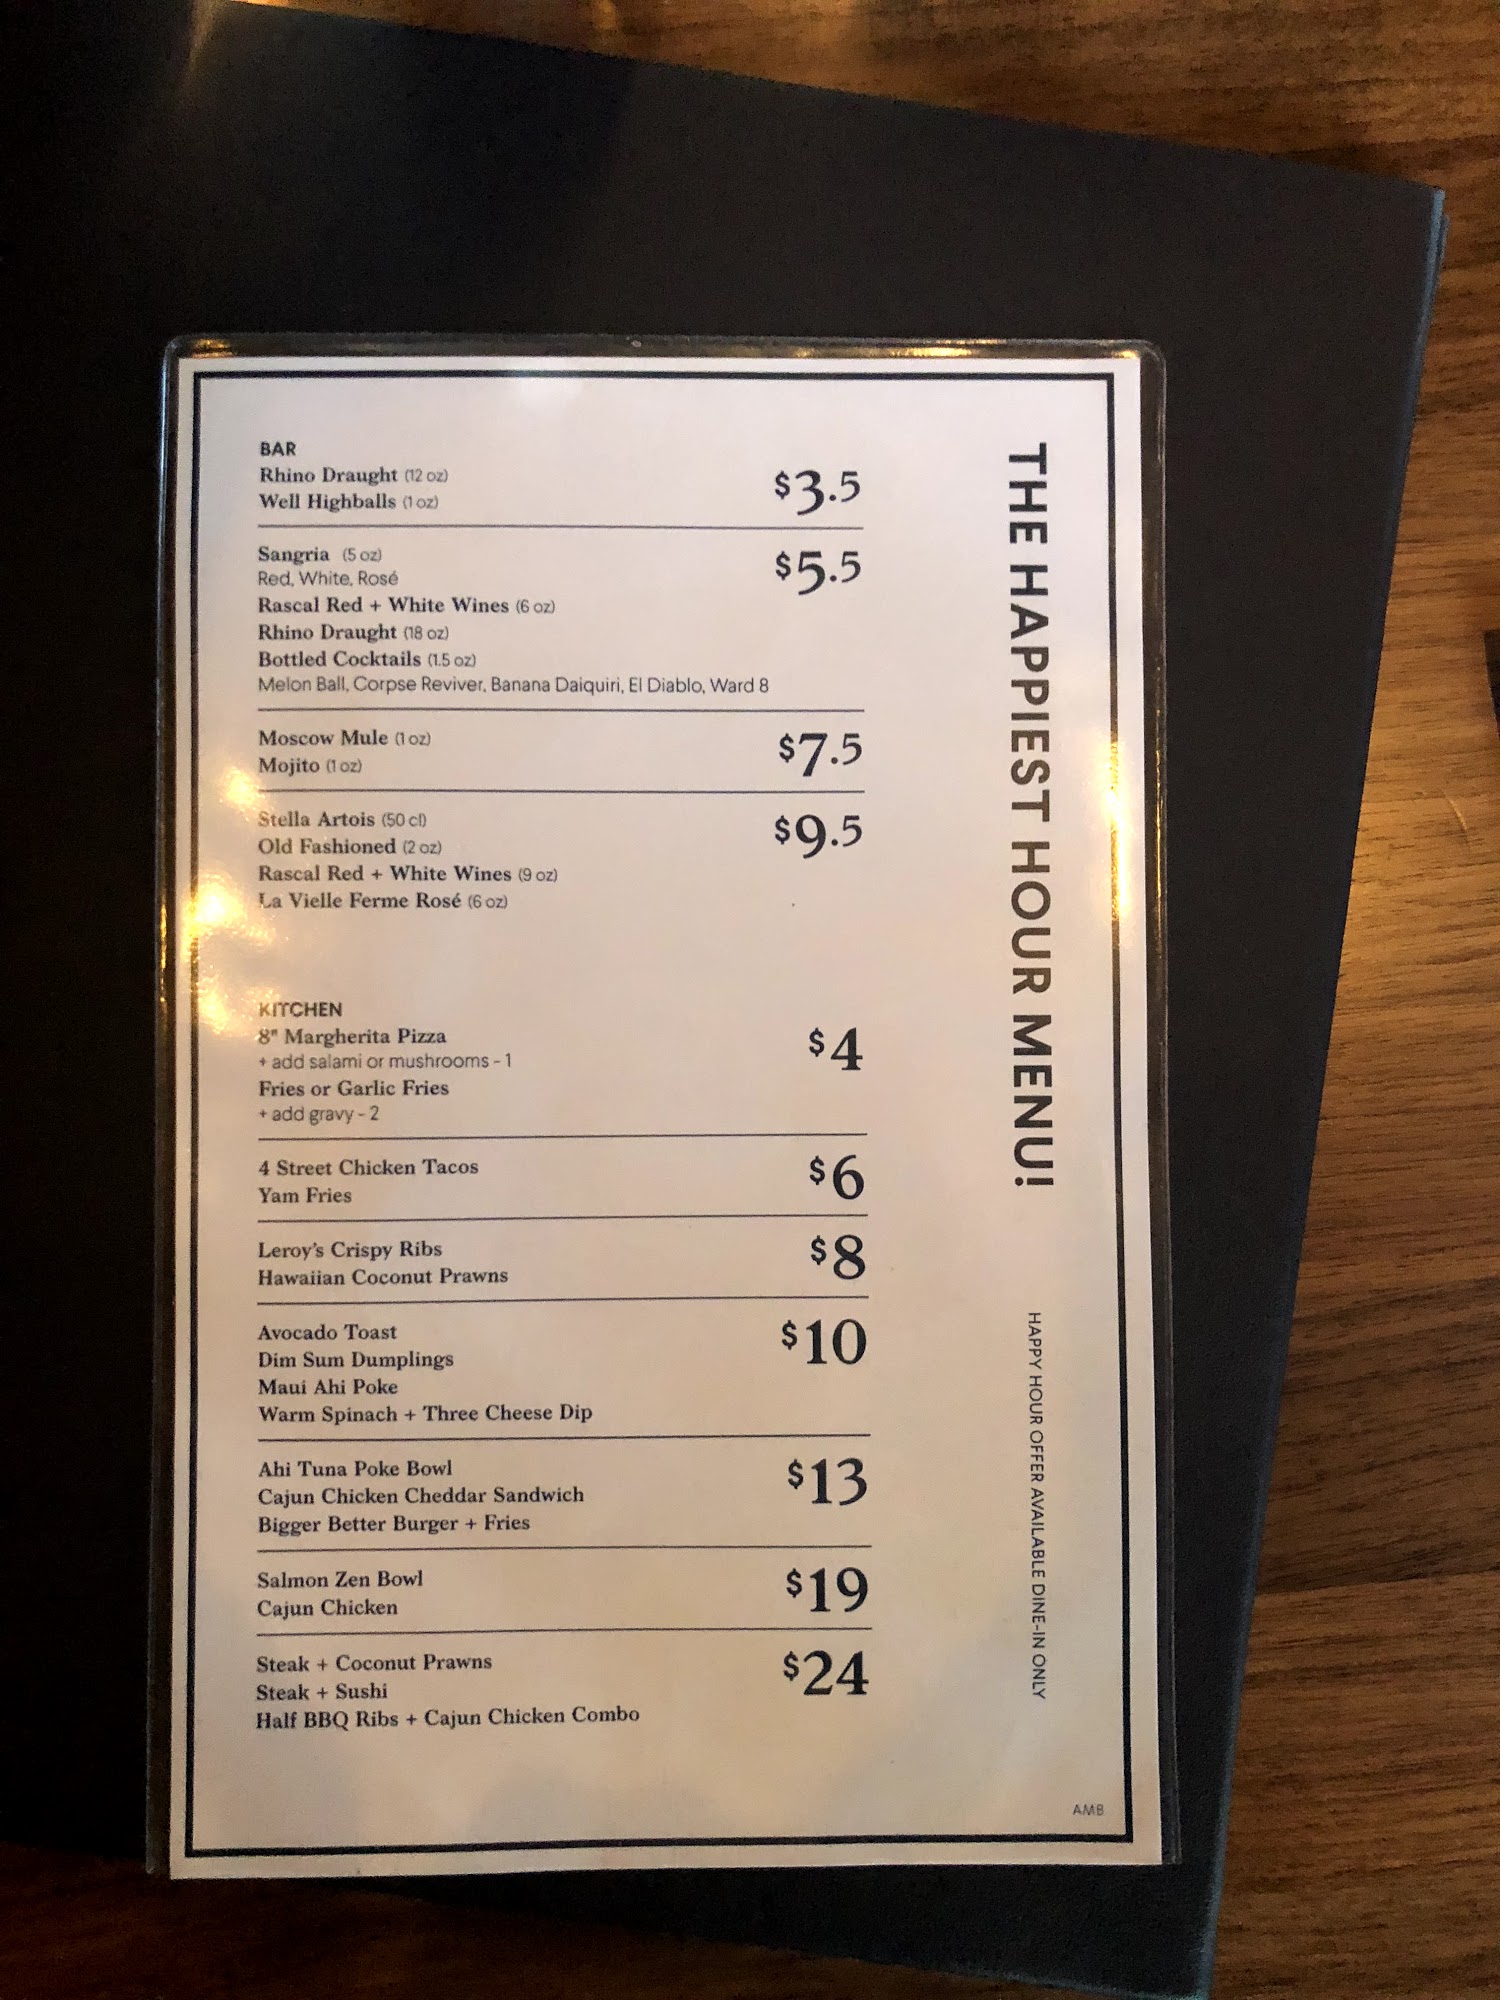 BAR
Rhino Draught (12 oz)
Well Highballs (1 oz)
$3.5
Sangria (5 oz)
Red, White, Rosé
Rascal Red + White Wines (6 oz)
Rhino Draught (18 oz)
Bottled Cocktails (1.5 oz)
Melon Ball, Corpse Reviver, Banana Daiquiri, El Diablo, Ward 8
$5.5
Moscow Mule (1 oz)
Mojito (1 oz)
$7.5
Stella Artois (50 cl)
Old Fashioned (2 oz)
Rascal Red + White Wines (9 oz)
La Vielle Ferme Rosé (6 oz)
$9.5
KITCHEN
8" Margherita Pizza
+ add salami or mushrooms - 1
Fries or Garlic Fries
+ add gravy - 2
$4
4 Street Chicken Tacos
Yam Fries
$6
Leroy's Crispy Ribs
Hawaiian Coconut Prawns
$8
Avocado Toast
Dim Sum Dumplings
Maui Ahi Poke
Warm Spinach + Three Cheese Dip
$10
Ahi Tuna Poke Bowl
Cajun Chicken Cheddar Sandwich
Bigger Better Burger + Fries
$13
Salmon Zen Bowl
Cajun Chicken
$19
Steak + Coconut Prawns
Steak + Sushi
Half BBQ Ribs + Cajun Chicken Combo
$24
THE HAPPIEST HOUR MENU!
HAPPY HOUR OFFER AVAILABLE DINE-IN ONLY
AMB